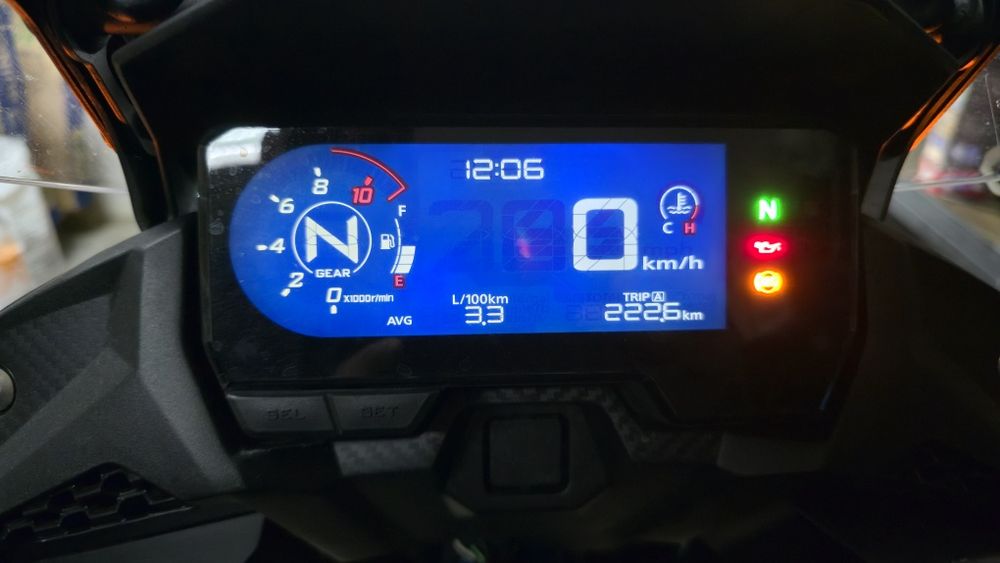 12:06
8
10
6
4
2
N
GEAR
0 X1000r/min
F
E
C H
0 km/h
AVG
L/100km
3.3
TRIP A
222.6 km
N
SEL
SET